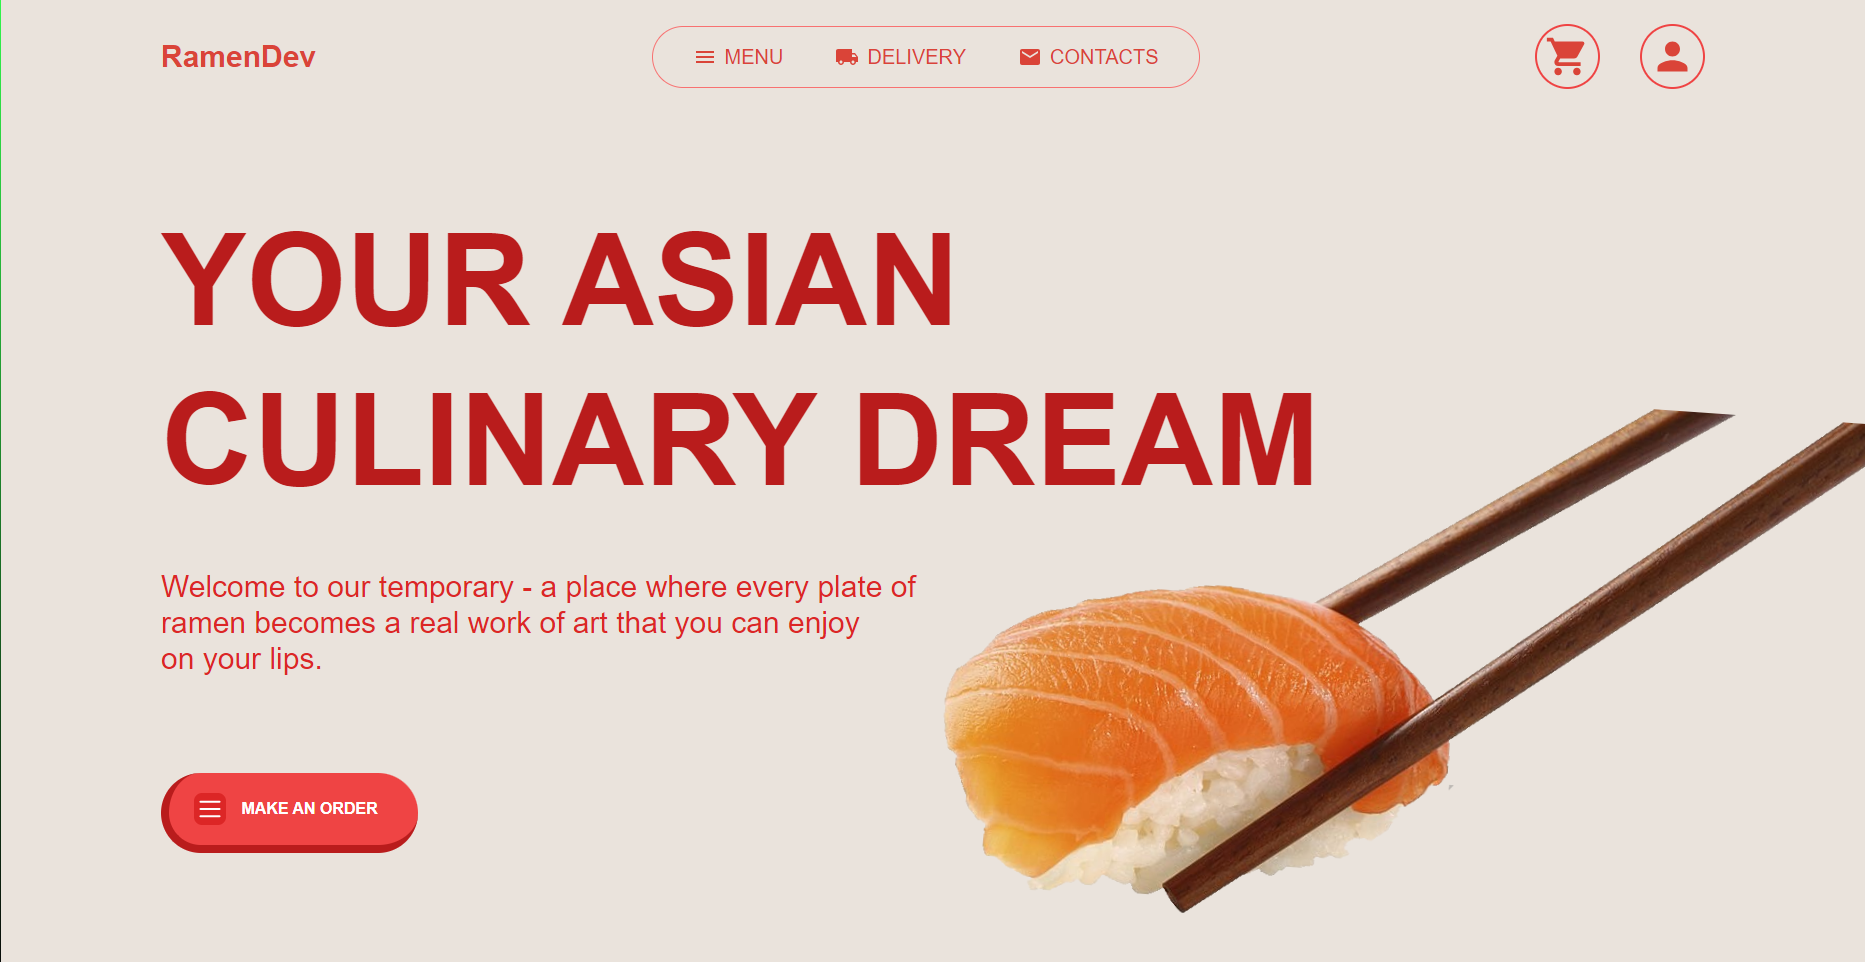 RamenDev
MENU
DELIVERY
CONTACTS
YOUR ASIAN
CULINARY DREAM
Welcome to our temporary - a place where every plate of
ramen becomes a real work of art that you can enjoy
on your lips.
MAKE AN ORDER